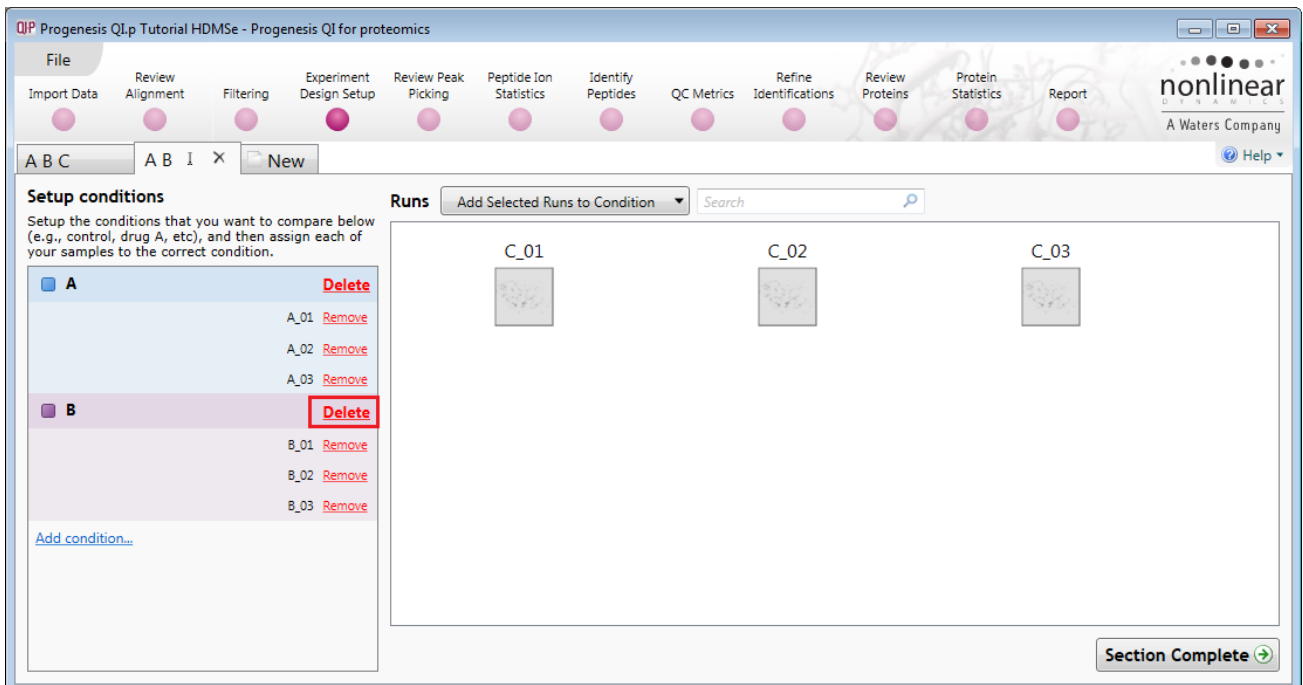 QIP Progenesis QI.p Tutorial HDMSe - Progenesis QI for proteomics
File
Import Data
Review Alignment
Filtering
Experiment Design Setup
Review Peak Picking
Peptide Ion Statistics
Identify Peptides
QC Metrics
Refine Identifications
Review Proteins
Protein Statistics
Report
nonlinear
DYNAMICS
A Waters Company
A B C
A B
New
Help
Setup conditions
Setup the conditions that you want to compare below
(e.g., control, drug A, etc), and then assign each of
your samples to the correct condition.
A Delete
A_01 Remove
A_02 Remove
A_03 Remove
B Delete
B_01 Remove
B_02 Remove
B_03 Remove
Add condition...
Runs Add Selected Runs to Condition Search
C_01 C_02 C_03
Section Complete